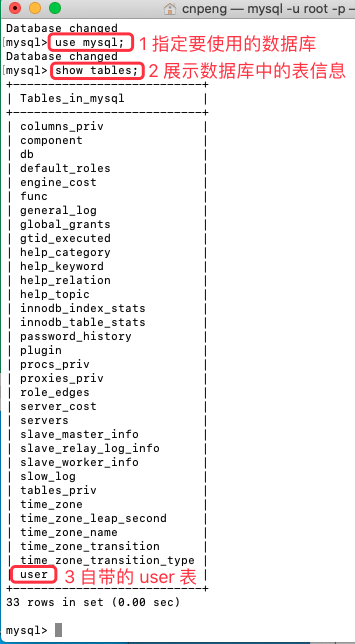 cnpeng — mysql -u root -p —
Database changed
[mysql> use mysql; 1 指定要使用的数据库
Database changed
[mysql> show tables; 2 展示数据库中的表信息
+---------------------------+
| Tables_in_mysql |
+---------------------------+
| columns_priv |
| component |
| db |
| default_roles |
| engine_cost |
| func |
| general_log |
| global_grants |
| gtid_executed |
| help_category |
| help_keyword |
| help_relation |
| help_topic |
| innodb_index_stats |
| innodb_table_stats |
| password_history |
| plugin |
| procs_priv |
| proxies_priv |
| role_edges |
| server_cost |
| servers |
| slave_master_info |
| slave_relay_log_info |
| slave_worker_info |
| slow_log |
| tables_priv |
| time_zone |
| time_zone_leap_second |
| time_zone_name |
| time_zone_transition |
| time_zone_transition_type |
| user | 3 自带的 user 表
+---------------------------+
33 rows in set (0.00 sec)
mysql>